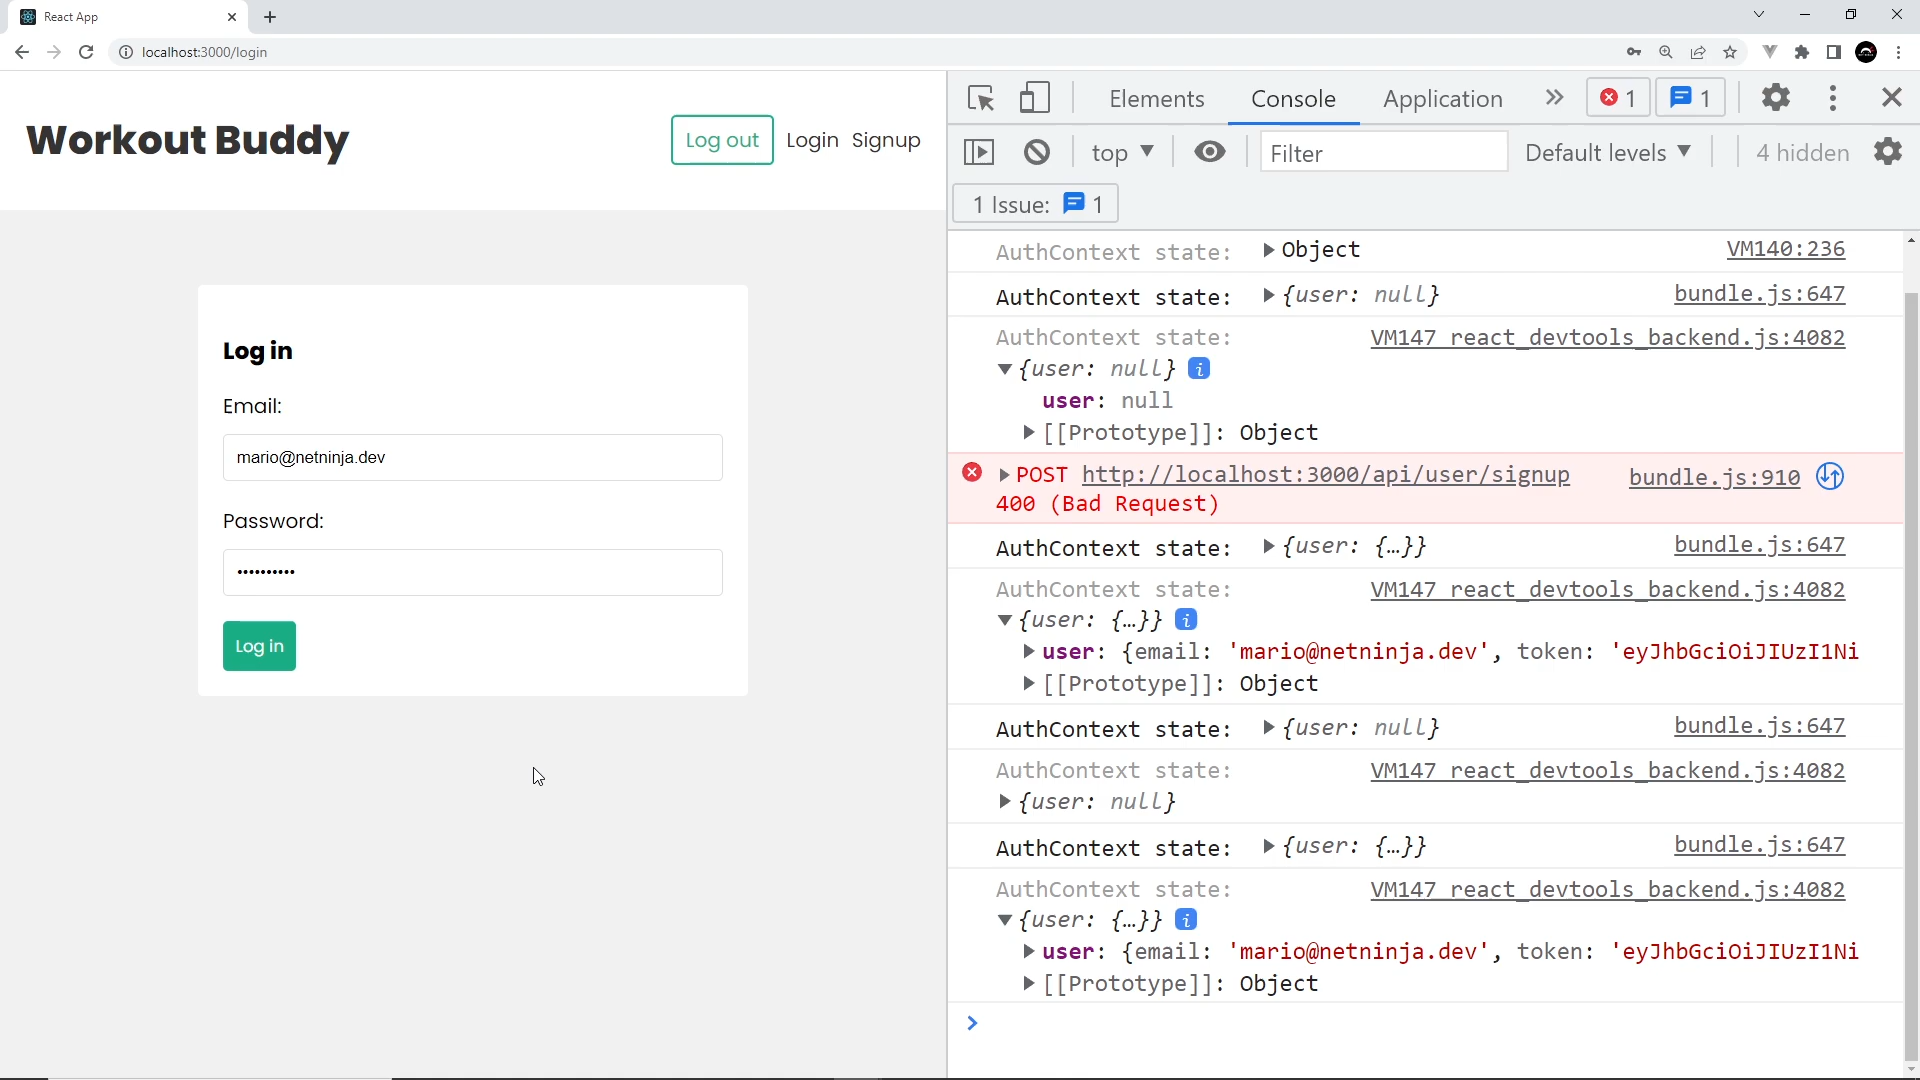 React App
localhost:3000/login
Workout Buddy
Log out Login Signup
Log in
Email:
mario@netninja.dev
Password:
••••••••••
Log in
Elements Console Application 1 1
top Filter Default levels 4 hidden
1 Issue: 1
AuthContext state: Object VM140:236
AuthContext state: {user: null} bundle.js:647
AuthContext state: VM147 react_devtools_backend.js:4082
{user: null}
user: null
[[Prototype]]: Object
POST http://localhost:3000/api/user/signup bundle.js:910
400 (Bad Request)
AuthContext state: {user: {…}} bundle.js:647
AuthContext state: VM147 react_devtools_backend.js:4082
{user: {…}}
user: {email: 'mario@netninja.dev', token: 'eyJhbGciOiJIUzI1Ni
[[Prototype]]: Object
AuthContext state: {user: null} bundle.js:647
AuthContext state: VM147 react_devtools_backend.js:4082
{user: null}
AuthContext state: {user: {…}} bundle.js:647
AuthContext state: VM147 react_devtools_backend.js:4082
{user: {…}}
user: {email: 'mario@netninja.dev', token: 'eyJhbGciOiJIUzI1Ni
[[Prototype]]: Object